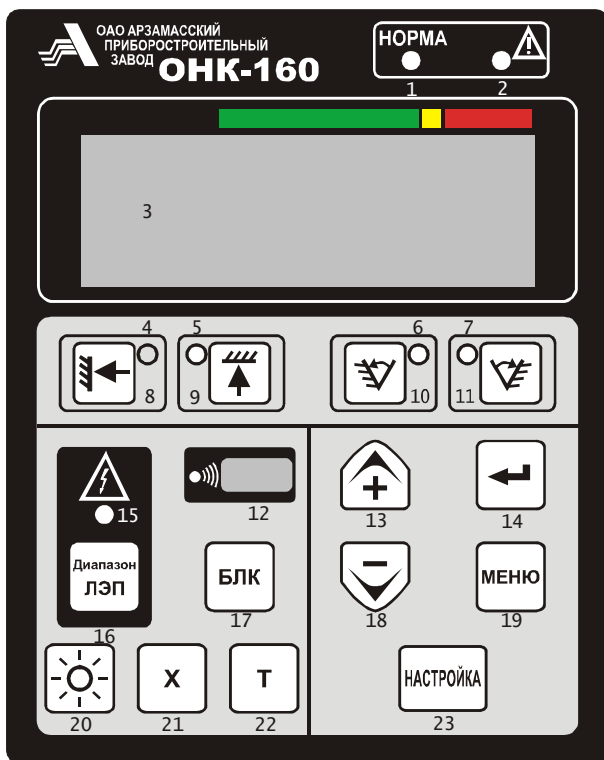 ОАО АРЗАМАССКИЙ
ПРИБОРОСТРОИТЕЛЬНЫЙ
ЗАВОД
ОНК-160
НОРМА
1
2
3
4
5
6
7
8
9
10
11
12
13
14
15
Диапазон
ЛЭП
16
БЛК
17
18
МЕНЮ
19
20
X
21
T
22
НАСТРОЙКА
23